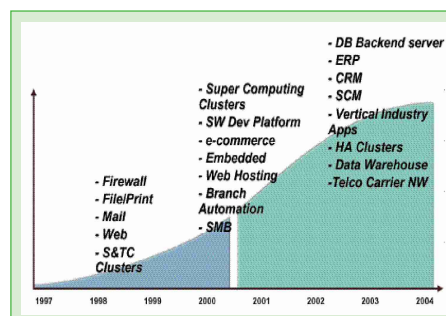 - DB Backend server
- ERP
- CRM
- SCM
- Vertical Industry
Apps
- HA Clusters
- Data Warehouse
-Telco Carrier NW
- Super Computing
Clusters
- SW Dev Platform
- e-commerce
- Embedded
- Web Hosting
- Branch
Automation
- SMB
- Firewall
- File/Print
- Mail
- Web
- S&TC
Clusters
1997 1998 1999 2000 2001 2002 2003 2004